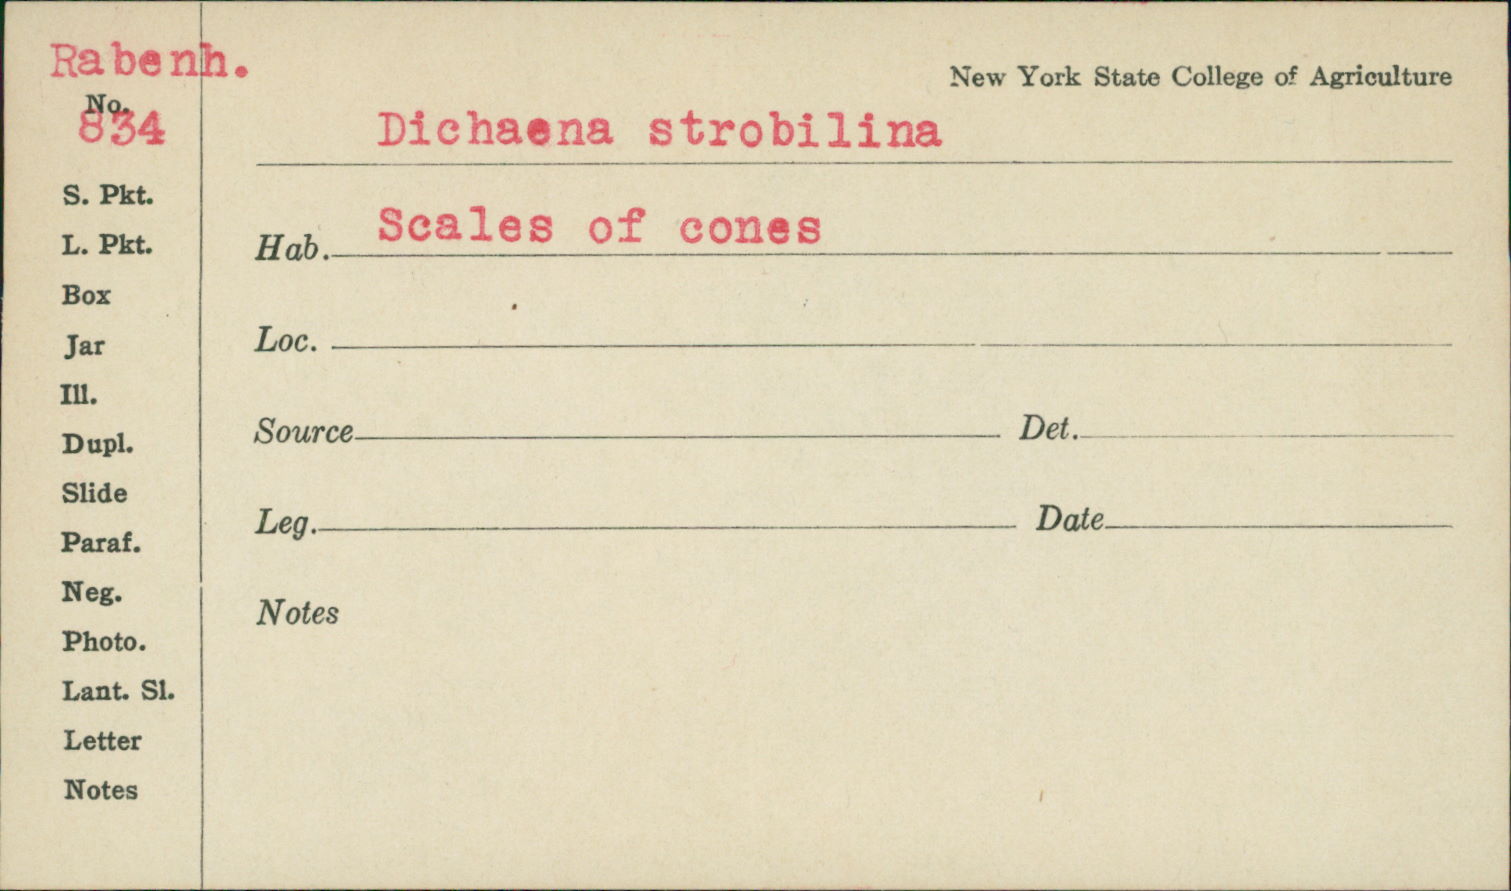 Rabenh.
New York State College of Agriculture
No.
834
Dichaena strobilina
S. Pkt.
Hab. Scales of cones
L. Pkt.
Box
Loc.
Jar
Ill.
Source Det.
Dupl.
Slide
Leg. Date
Paraf.
Neg.
Notes
Photo.
Lant. Sl.
Letter
Notes